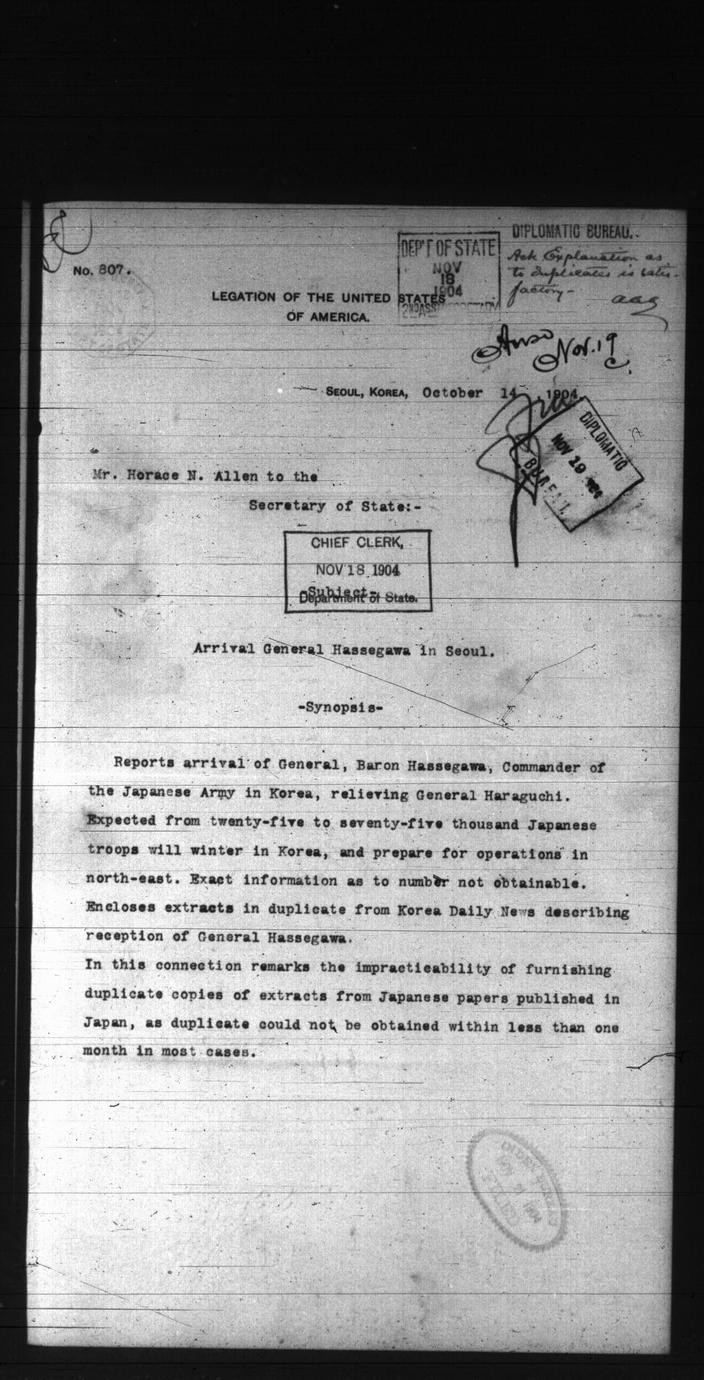 DIPLOMATIC BUREAU.
DEP'T OF STATE
NOV
18
1904
Ack Explanation as
to duplicates is satis-
factory-
aaa
No. 807.
LEGATION OF THE UNITED STATES
OF AMERICA.
Nov. 19
SEOUL, KOREA, October 14 1904
DIPLOMATIC
NOV 19
BUREAU.
Mr. Horace N. Allen to the
Secretary of State:-
CHIEF CLERK,
NOV 18 1904
Subject-
Department of State.
Arrival General Hassegawa in Seoul.
-Synopsis-
Reports arrival of General, Baron Hassegawa, Commander of
the Japanese Army in Korea, relieving General Haraguchi.
Expected from twenty-five to seventy-five thousand Japanese
troops will winter in Korea, and prepare for operations in
north-east. Exact information as to number not obtainable.
Encloses extracts in duplicate from Korea Daily News describing
reception of General Hassegawa.
In this connection remarks the impracticability of furnishing
duplicate copies of extracts from Japanese papers published in
Japan, as duplicate could not be obtained within less than one
month in most cases.